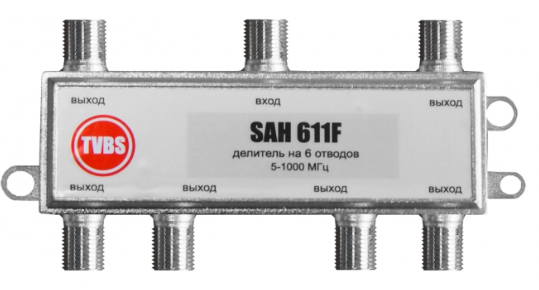 ВЫХОД ВХОД ВЫХОД
TVBS
SAH 611F
делитель на 6 отводов
5-1000 МГц
ВЫХОД ВЫХОД ВЫХОД ВЫХОД